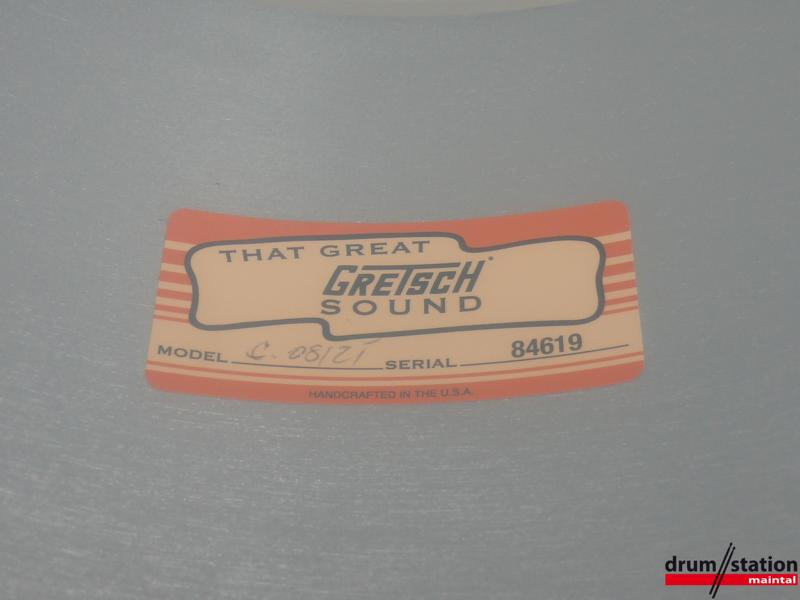 THAT GREAT
GRETSCH
SOUND
MODEL C. 0812T SERIAL 84619
HANDCRAFTED IN THE U.S.A.
drum//station
maintal